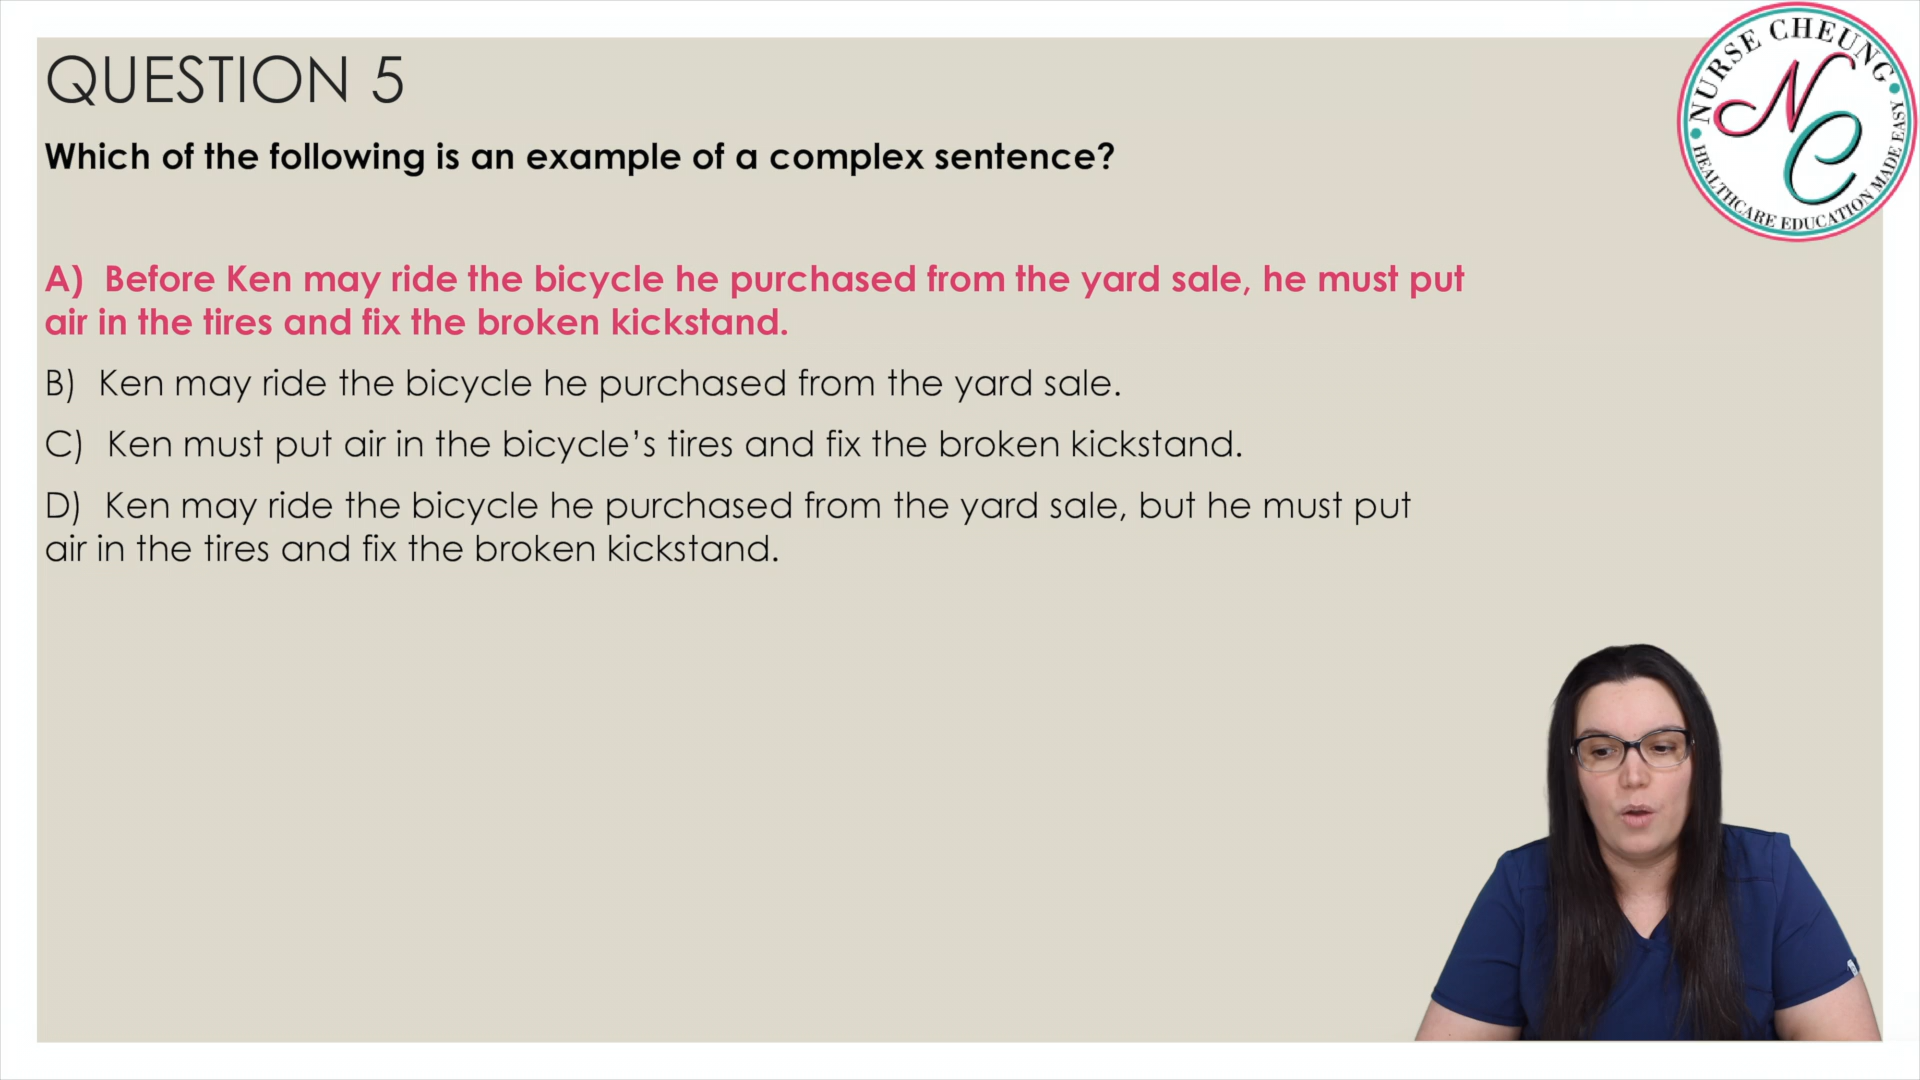 QUESTION 5
Which of the following is an example of a complex sentence?
A) Before Ken may ride the bicycle he purchased from the yard sale, he must put
air in the tires and fix the broken kickstand.
B) Ken may ride the bicycle he purchased from the yard sale.
C) Ken must put air in the bicycle’s tires and fix the broken kickstand.
D) Ken may ride the bicycle he purchased from the yard sale, but he must put
air in the tires and fix the broken kickstand.
NURSE CHEUNG
NC
HEALTHCARE EDUCATION MADE EASY